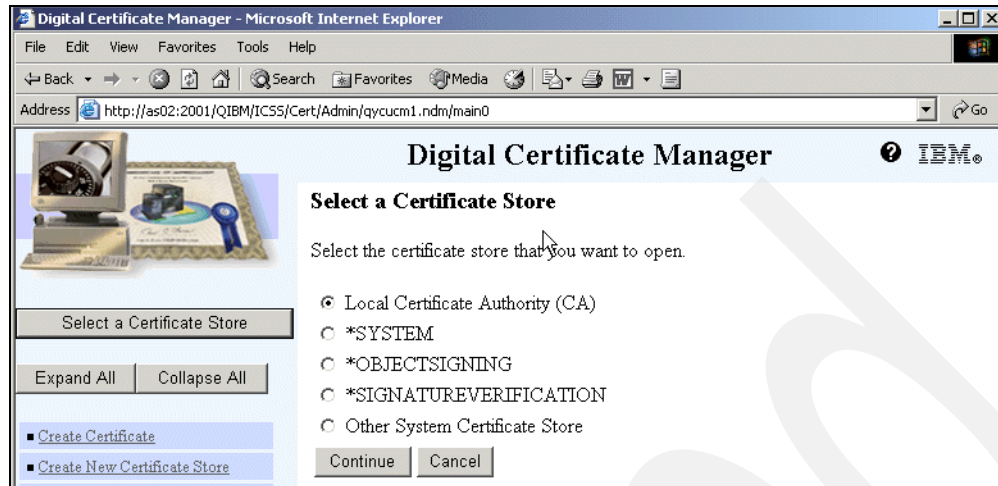 Digital Certificate Manager - Microsoft Internet Explorer
File Edit View Favorites Tools Help
Back Search Favorites Media
Address http://as02:2001/QIBM/ICSS/Cert/Admin/qycucm1.ndm/main0 Go
Digital Certificate Manager IBM®
Select a Certificate Store
Select the certificate store that you want to open.
Local Certificate Authority (CA)
*SYSTEM
*OBJECTSIGNING
*SIGNATUREVERIFICATION
Other System Certificate Store
Continue Cancel
Select a Certificate Store
Expand All Collapse All
Create Certificate
Create New Certificate Store